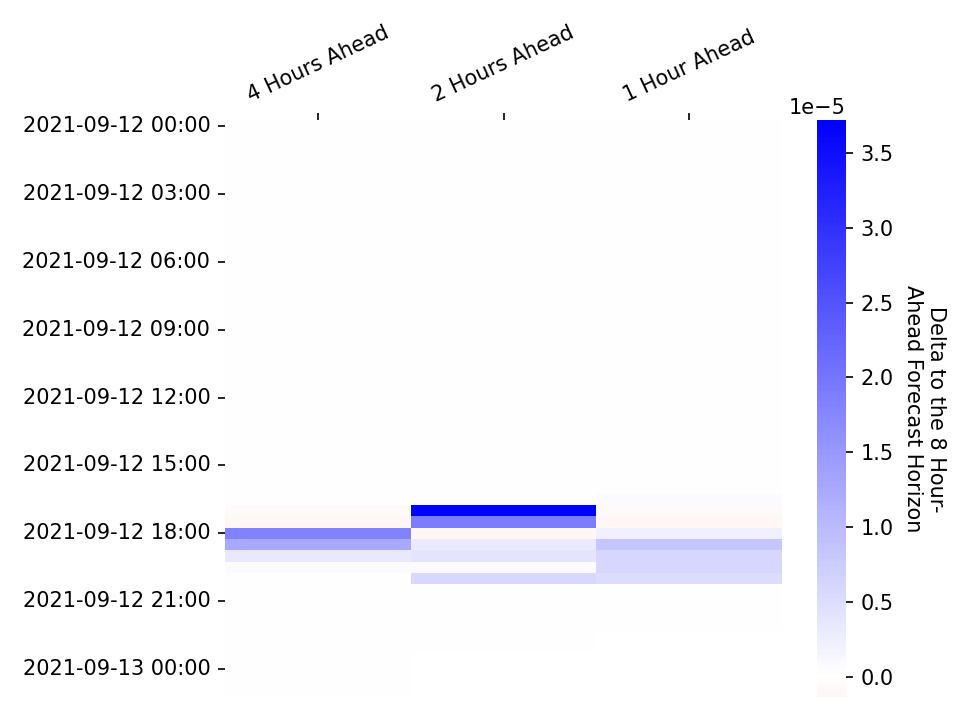 4 Hours Ahead
2 Hours Ahead
1 Hour Ahead
1e−5
2021-09-12 00:00
2021-09-12 03:00
2021-09-12 06:00
2021-09-12 09:00
2021-09-12 12:00
2021-09-12 15:00
2021-09-12 18:00
2021-09-12 21:00
2021-09-13 00:00
3.5
3.0
2.5
2.0
1.5
1.0
0.5
0.0
Delta to the 8 Hour-
Ahead Forecast Horizon